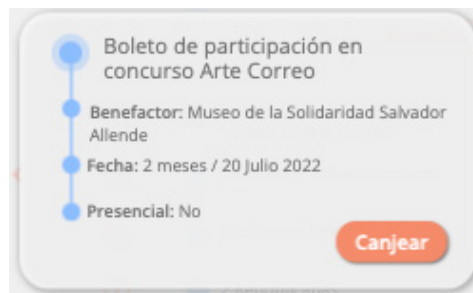 Boleto de participación en
concurso Arte Correo
Benefactor: Museo de la Solidaridad Salvador
Allende
Fecha: 2 meses / 20 Julio 2022
Presencial: No
Canjear